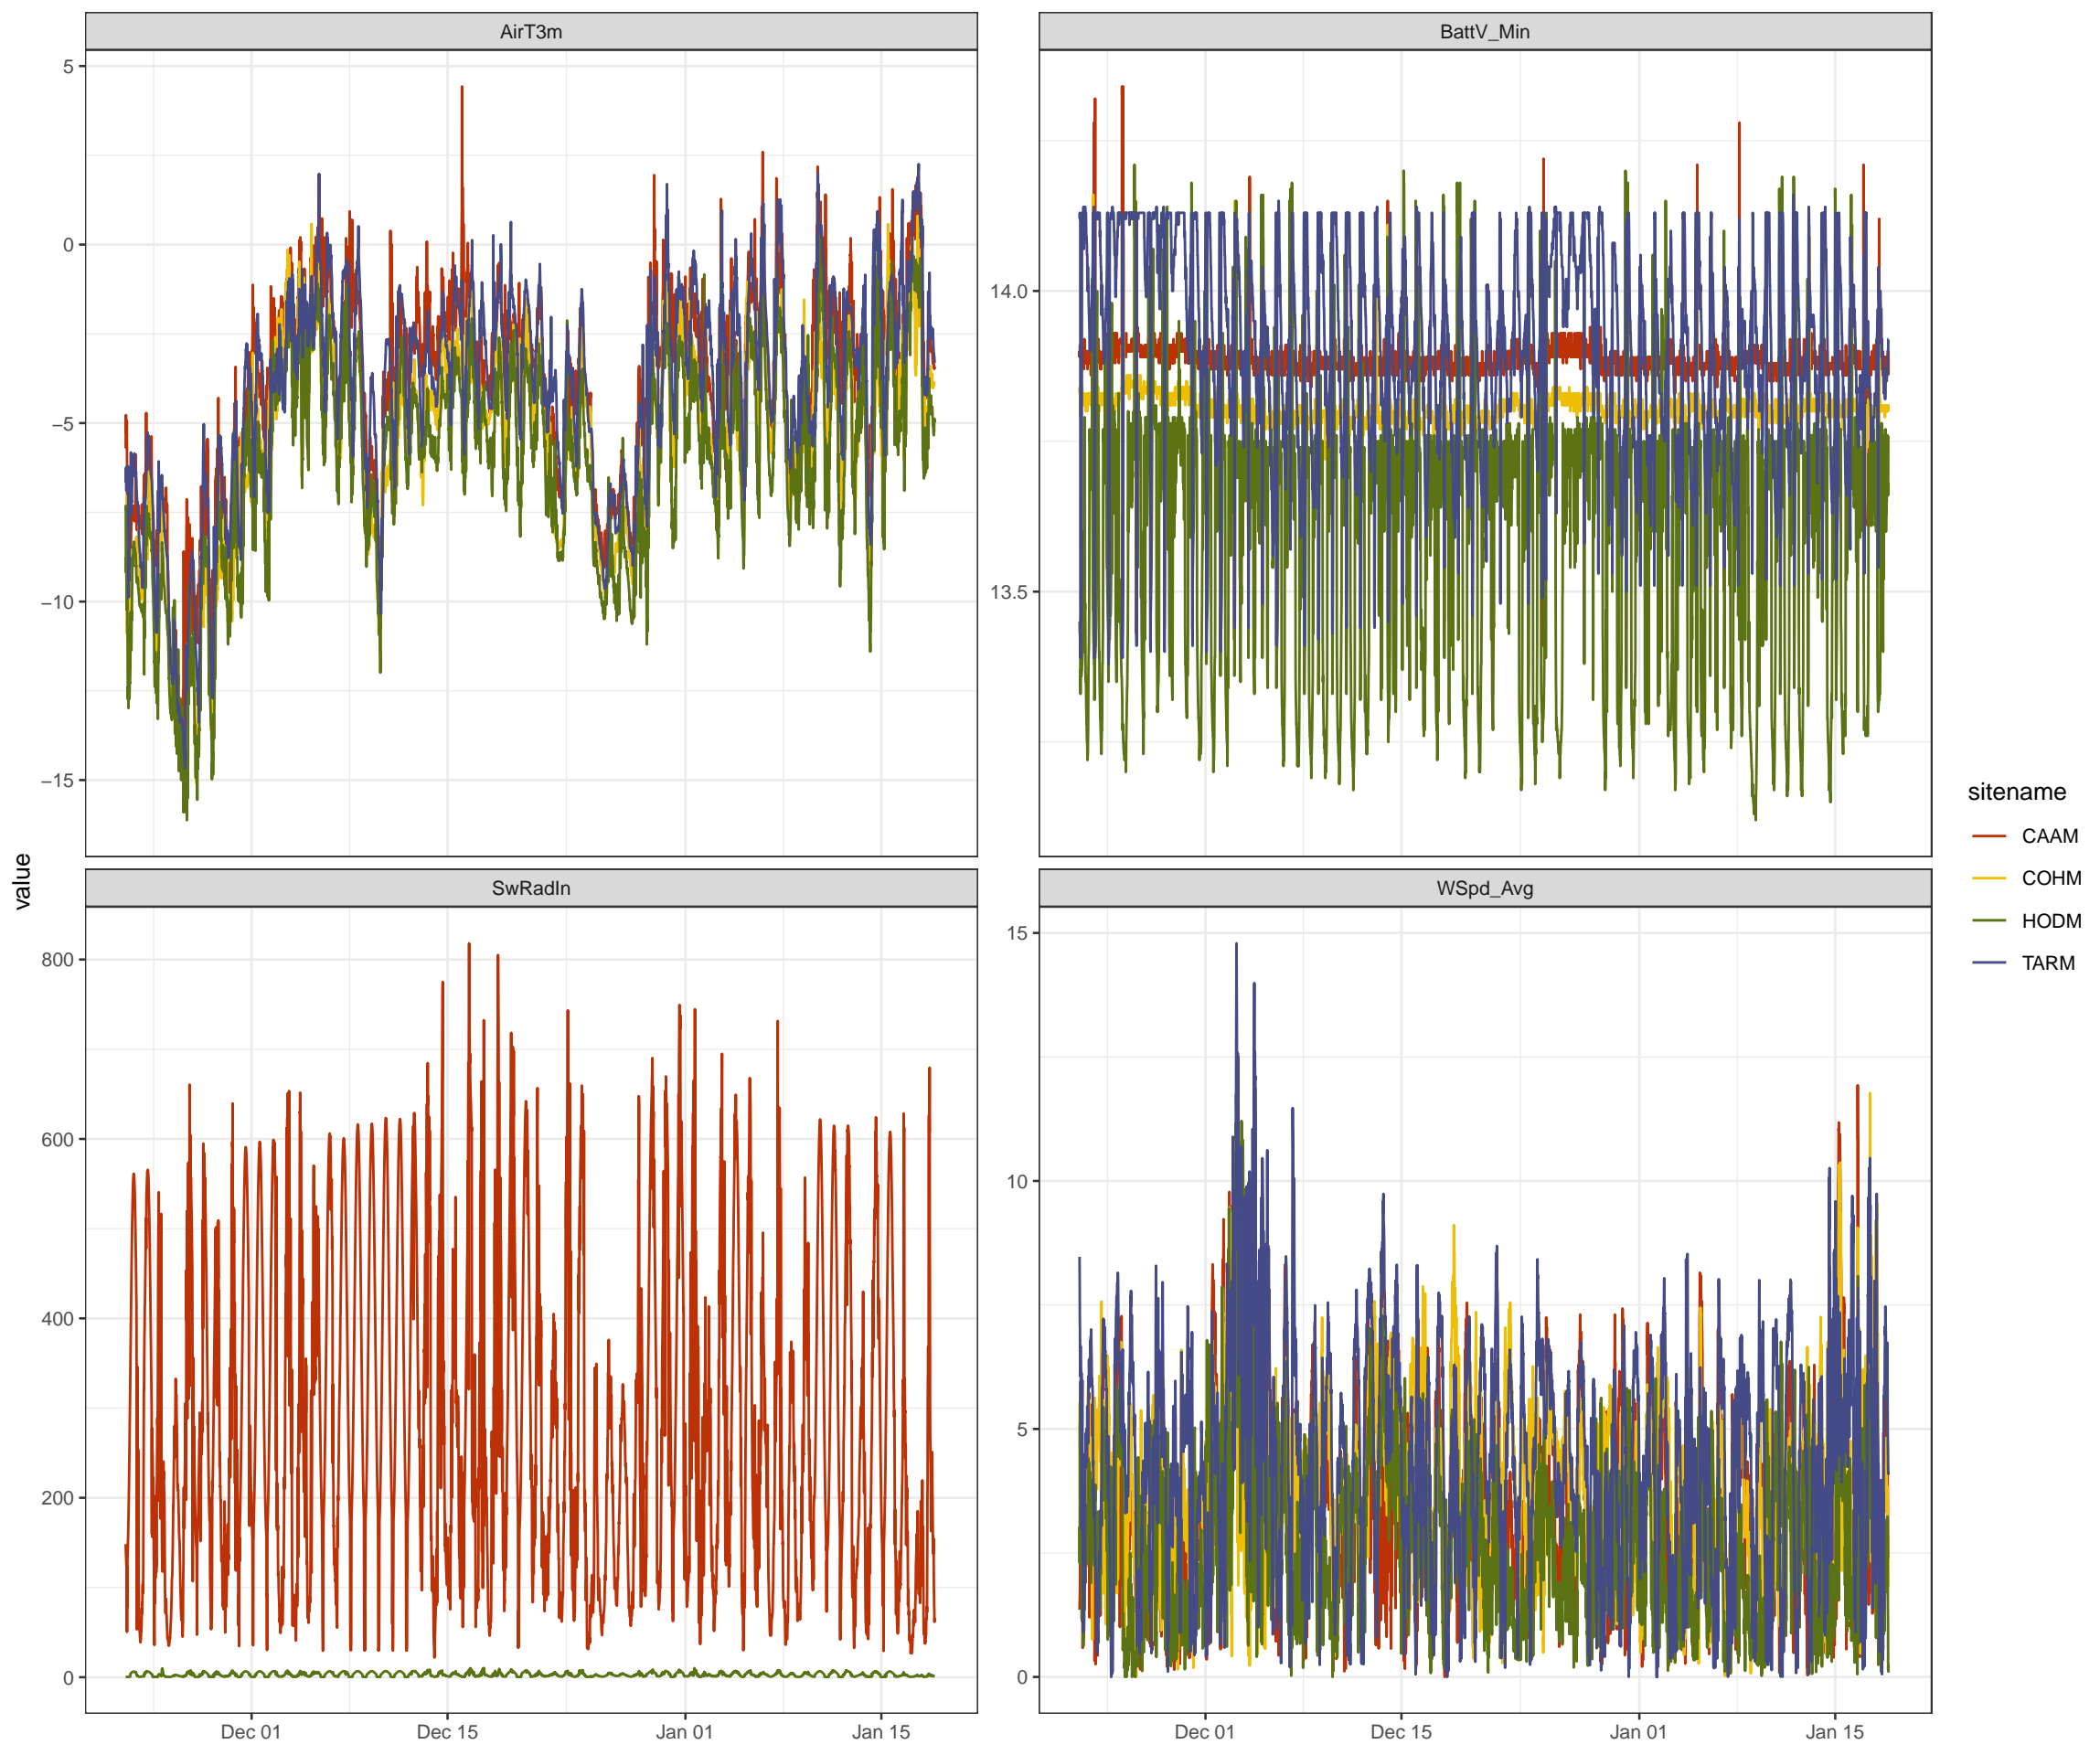 AirT3m
BattV_Min
5
0
−5
−10
−15
14.0
13.5
SwRadIn
WSpd_Avg
800
600
400
200
0
15
10
5
0
Dec 01
Dec 15
Jan 01
Jan 15
Dec 01
Dec 15
Jan 01
Jan 15
value
sitename
CAAM
COHM
HODM
TARM